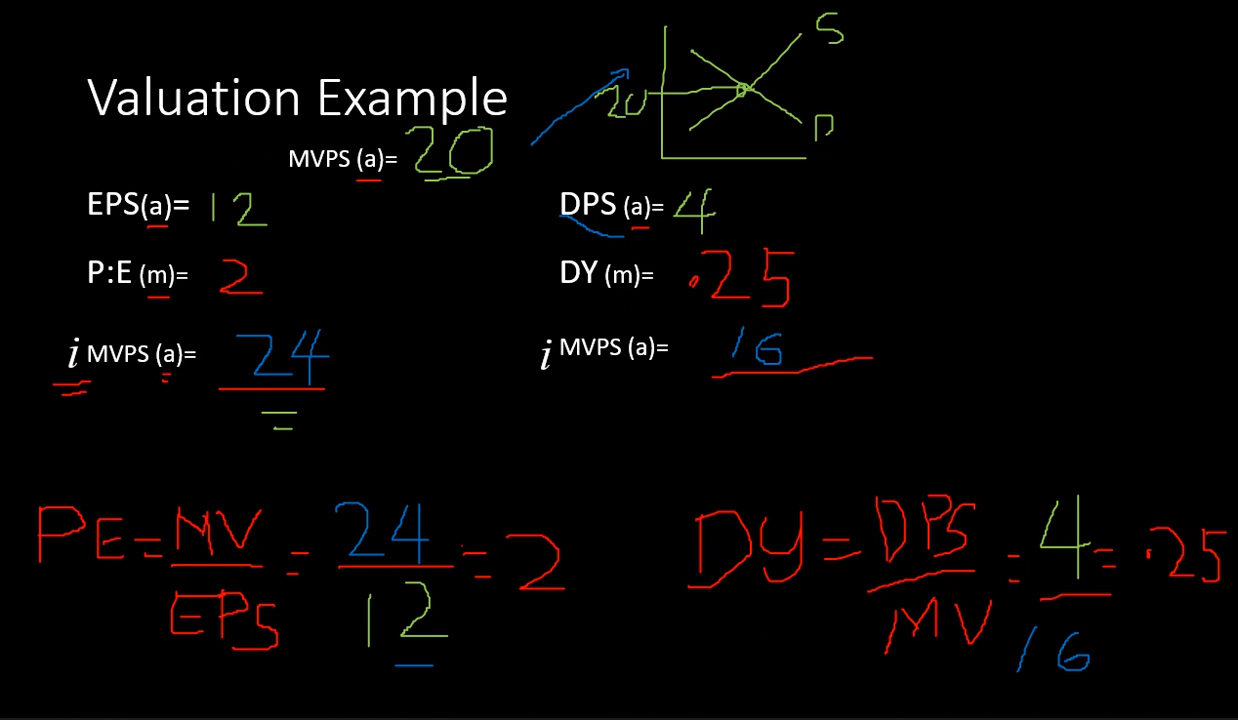 S
Valuation Example
20
D
MVPS (a)= 20
EPS(a)= 12
DPS (a)= 4
P:E (m)= 2
DY (m)= .25
i MVPS (a)= 24
i MVPS (a)= 16
PE = MV / EPS = 24 / 12 = 2
DY = DPS / MV = 4 / 16 = .25